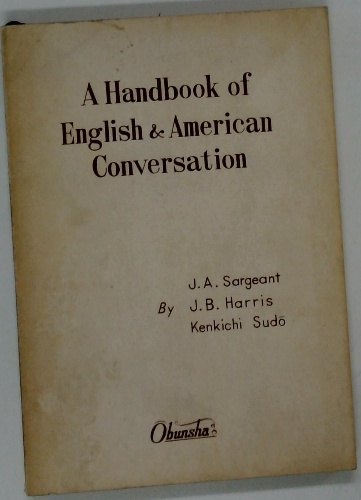 A Handbook of
English & American
Conversation
J. A. Sargeant
By J. B. Harris
Kenkichi Sudō
Obunsha